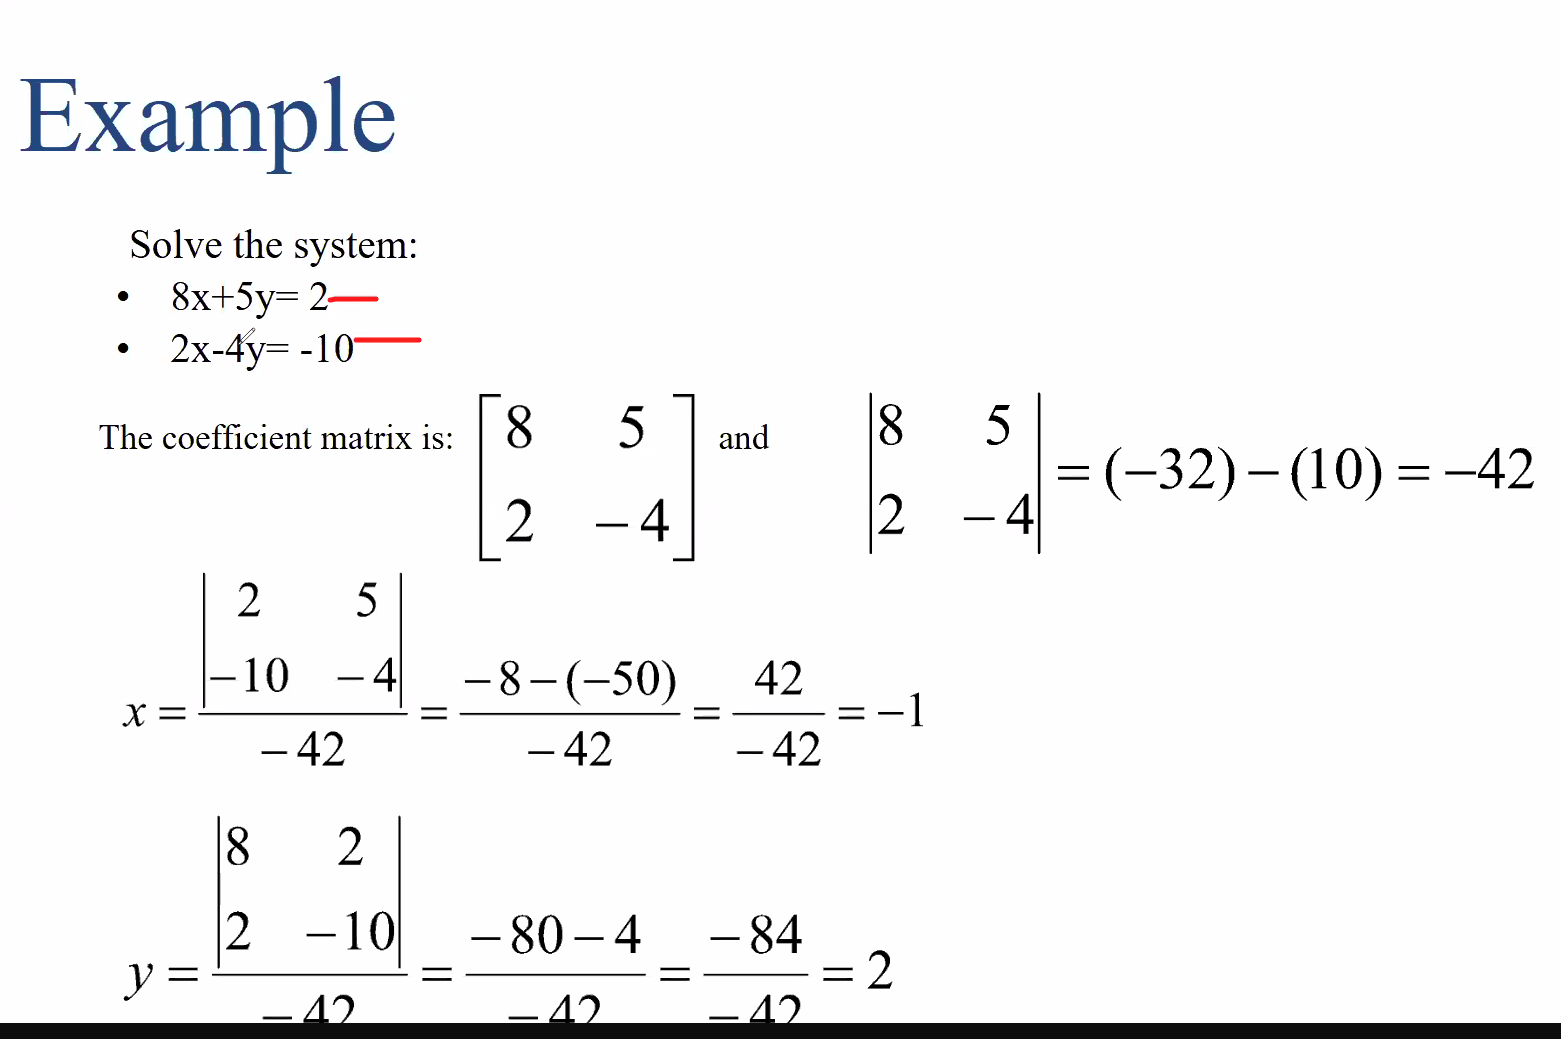 Example
Solve the system:
• 8x+5y= 2
• 2x-4y= -10
The coefficient matrix is: [8 5; 2 −4] and |8 5; 2 −4| = (−32) − (10) = −42
x = |2 5; −10 −4| / −42 = −8 − (−50) / −42 = 42 / −42 = −1
y = |8 2; 2 −10| / −42 = −80 − 4 / −42 = −84 / −42 = 2